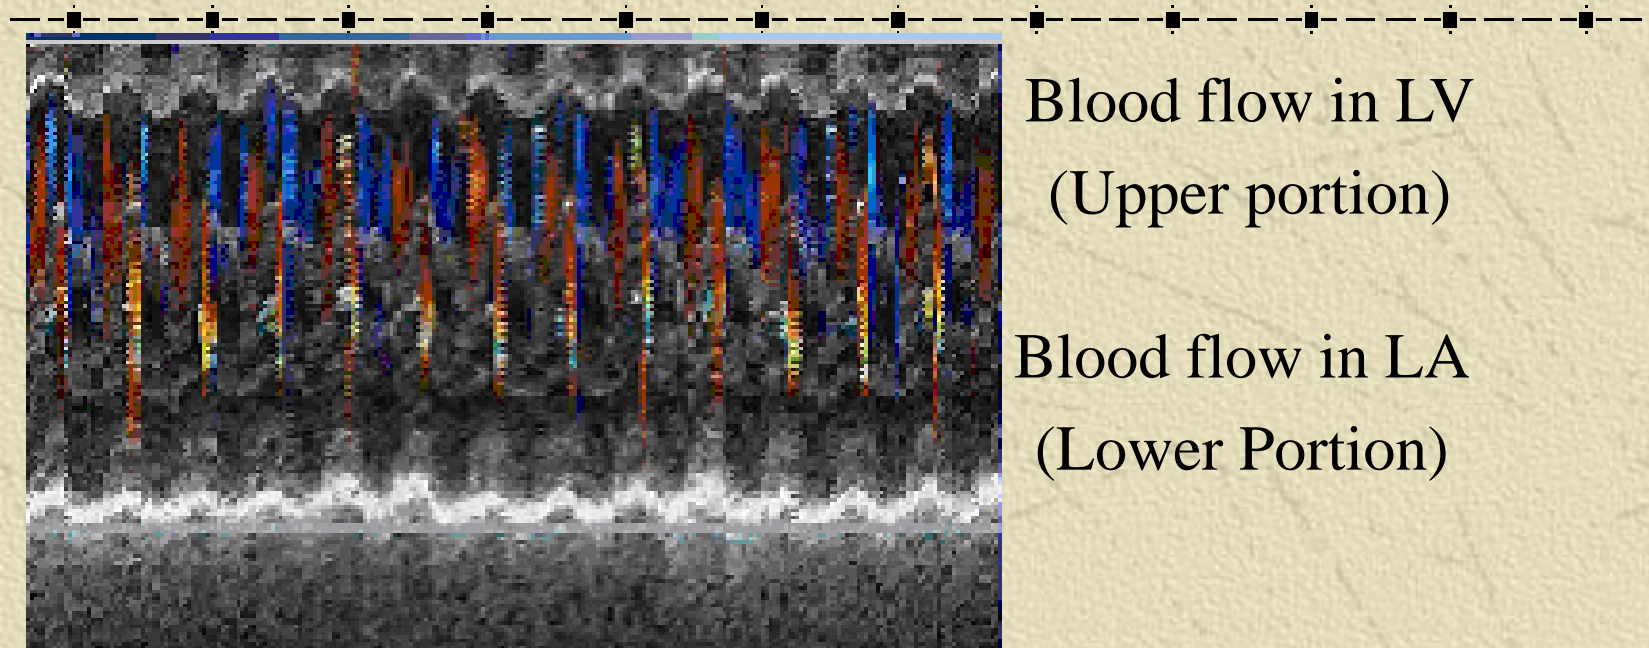 Blood flow in LV
(Upper portion)
Blood flow in LA
(Lower Portion)